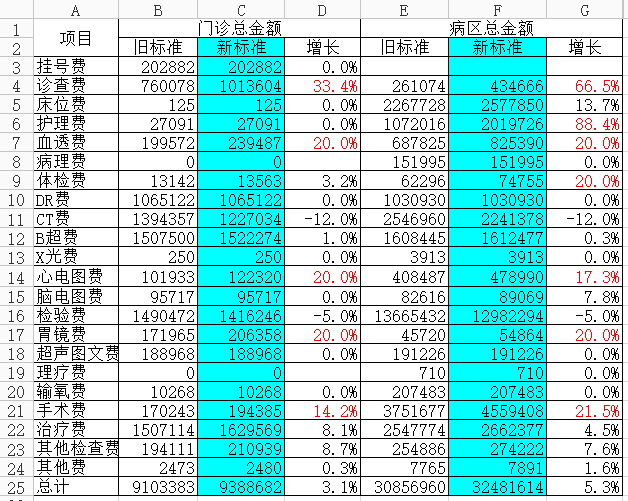 A B C D E F G
1 项目 门诊总金额 病区总金额
2 旧标准 新标准 增长 旧标准 新标准 增长
3 挂号费 202882 202882 0.0%
4 诊查费 760078 1013604 33.4% 261074 434666 66.5%
5 床位费 125 125 0.0% 2267728 2577850 13.7%
6 护理费 27091 27091 0.0% 1072016 2019726 88.4%
7 血透费 199572 239487 20.0% 687825 825390 20.0%
8 病理费 0 0 151995 151995 0.0%
9 体检费 13142 13563 3.2% 62296 74755 20.0%
10 DR费 1065122 1065122 0.0% 1030930 1030930 0.0%
11 CT费 1394357 1227034 -12.0% 2546960 2241378 -12.0%
12 B超费 1507500 1522274 1.0% 1608445 1612477 0.3%
13 X光费 250 250 0.0% 3913 3913 0.0%
14 心电图费 101933 122320 20.0% 408487 478990 17.3%
15 脑电图费 95717 95717 0.0% 82616 89069 7.8%
16 检验费 1490472 1416246 -5.0% 13665432 12982294 -5.0%
17 胃镜费 171965 206358 20.0% 45720 54864 20.0%
18 超声图文费 188968 188968 0.0% 191226 191226 0.0%
19 理疗费 0 0 710 710 0.0%
20 输氧费 10268 10268 0.0% 207483 207483 0.0%
21 手术费 170243 194385 14.2% 3751677 4559408 21.5%
22 治疗费 1507114 1629569 8.1% 2547774 2662377 4.5%
23 其他检查费 194111 210939 8.7% 254886 274222 7.6%
24 其他费 2473 2480 0.3% 7765 7891 1.6%
25 总计 9103383 9388682 3.1% 30856960 32481614 5.3%